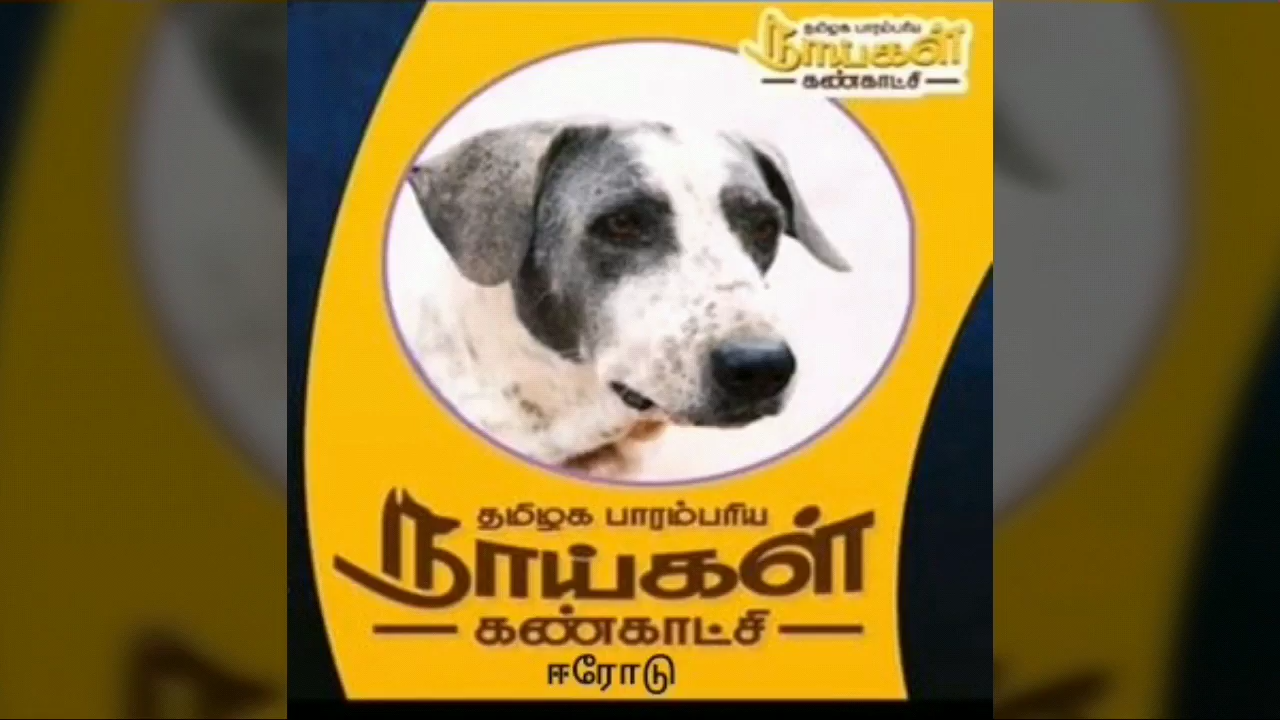 தமிழக பாரம்பரிய
நாய்கள்
கண்காட்சி
தமிழக பாரம்பரிய
நாய்கள்
கண்காட்சி
ஈரோடு